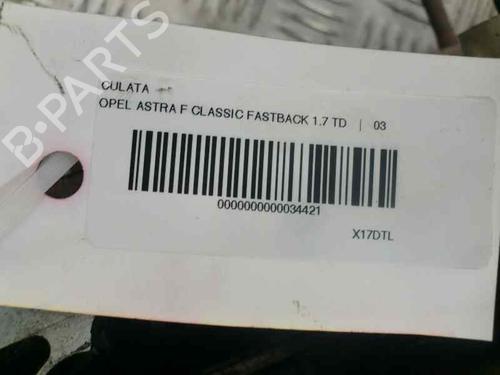 B-PARTS
CULATA
OPEL ASTRA F CLASSIC FASTBACK 1.7 TD | 03
0000000000034421
X17DTL